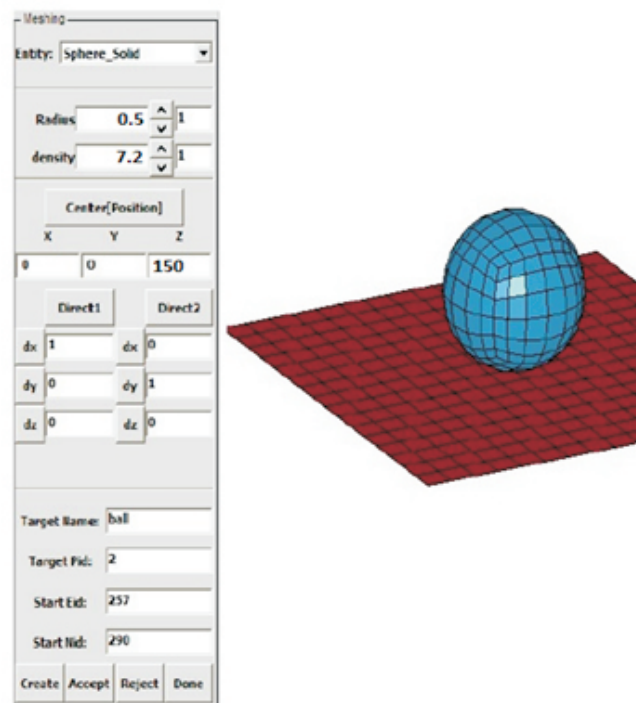 Meshing
Entity: Sphere_Solid
Radius 0.5 1
density 7.2 1
Center[Position]
X Y Z
0 0 150
Direct1 Direct2
dx 1 dx 0
dy 0 dy 1
dz 0 dz 0
Target Name: ball
Target Pid: 2
Start Eid: 257
Start Nid: 290
Create Accept Reject Done